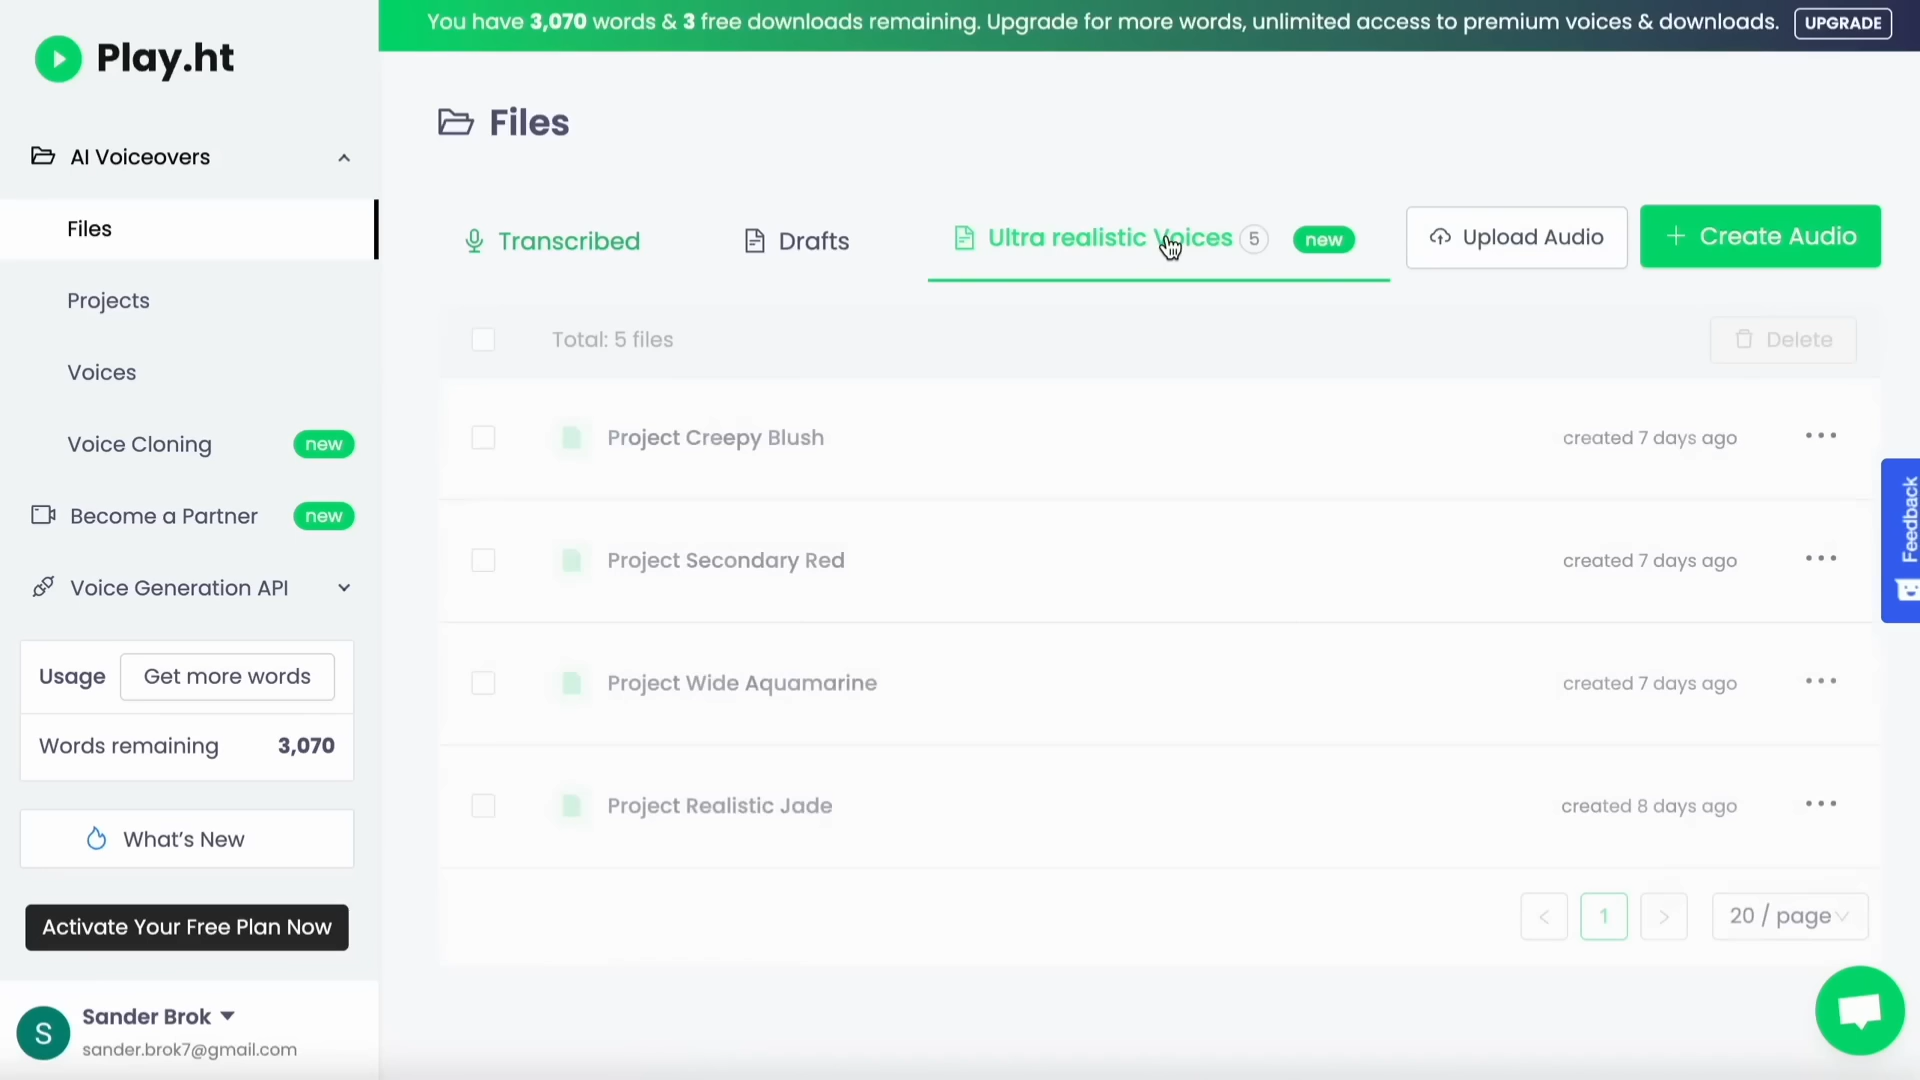 You have 3,070 words & 3 free downloads remaining. Upgrade for more words, unlimited access to premium voices & downloads. UPGRADE
Play.ht
AI Voiceovers
Files
Projects
Voices
Voice Cloning new
Become a Partner new
Voice Generation API
Usage Get more words
Words remaining 3,070
What's New
Activate Your Free Plan Now
S
Sander Brok
sander.brok7@gmail.com
Files
Transcribed Drafts Ultra realistic Voices 5 new Upload Audio + Create Audio
Total: 5 files Delete
Project Creepy Blush created 7 days ago ...
Project Secondary Red created 7 days ago ...
Project Wide Aquamarine created 7 days ago ...
Project Realistic Jade created 8 days ago ...
< 1 > 20 / page
Feedback